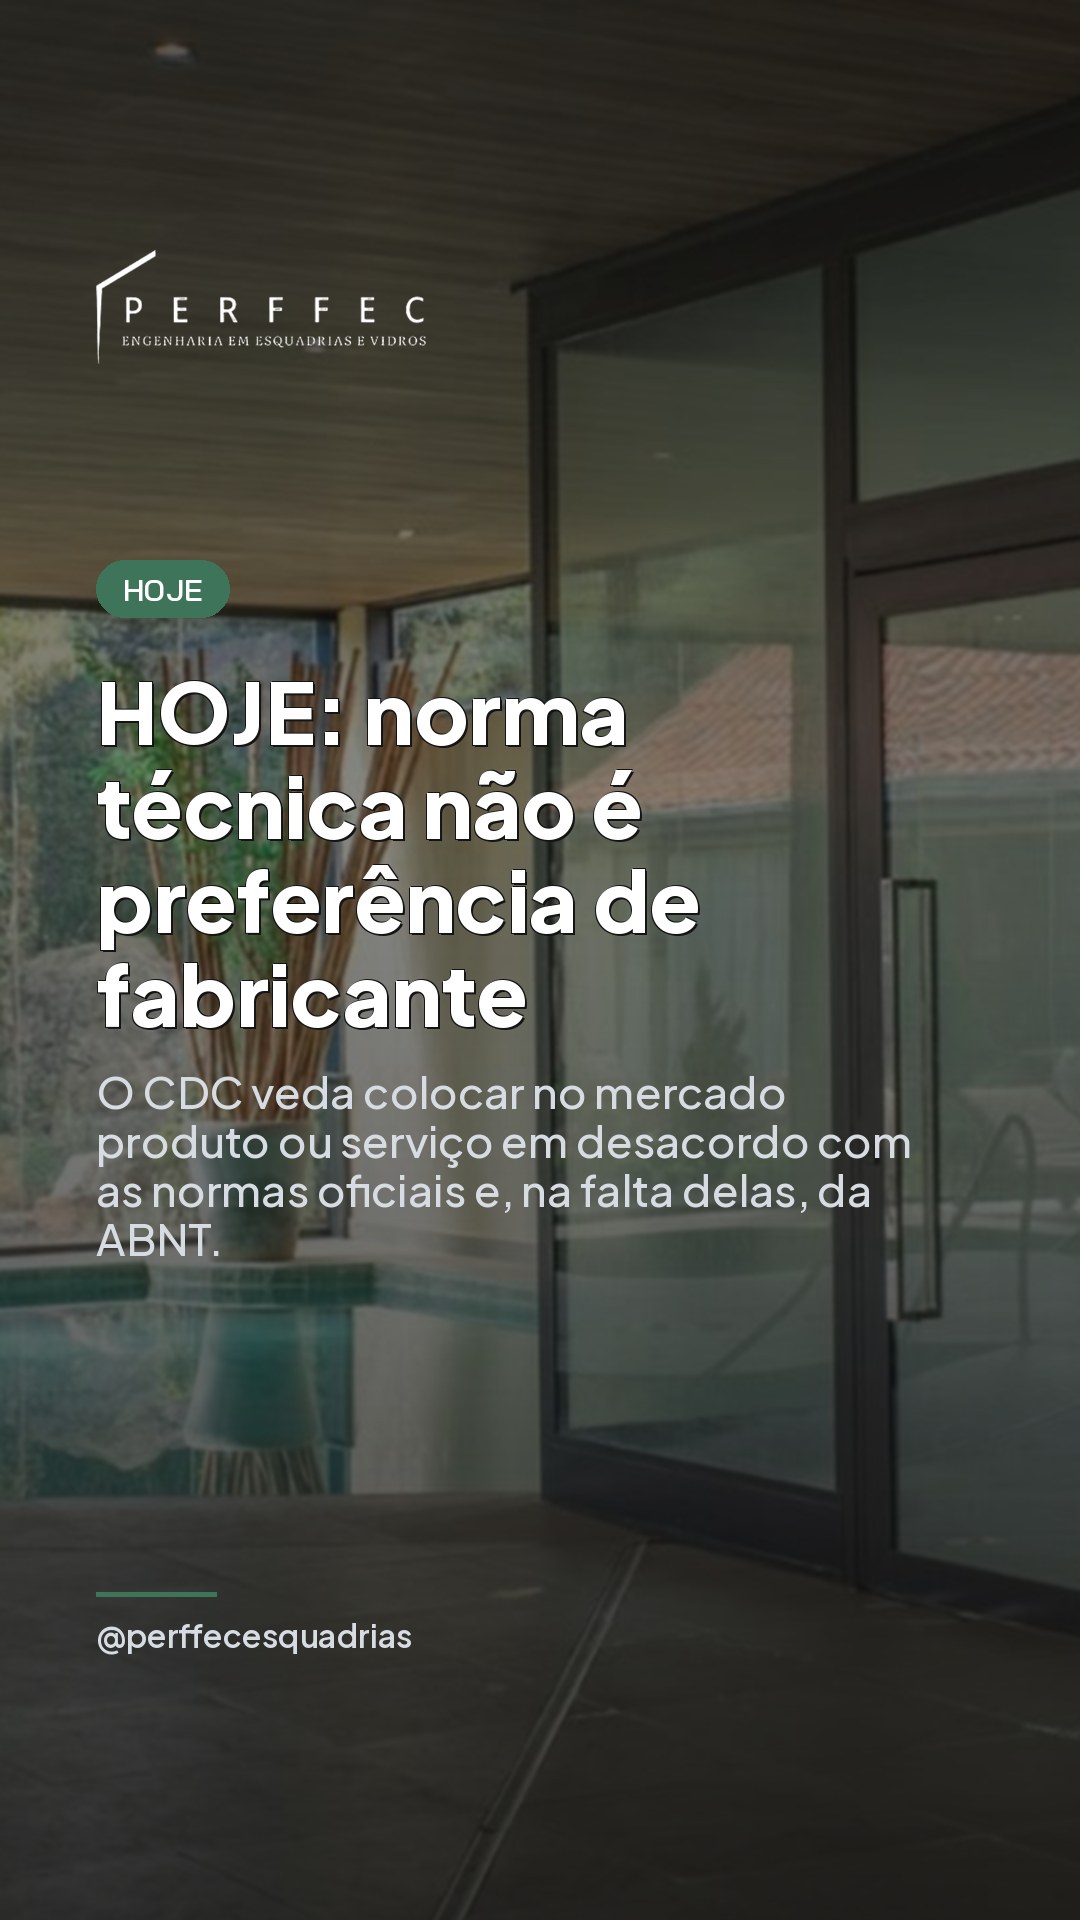 PERFFEC
ENGENHARIA EM ESQUADRIAS E VIDROS
HOJE
HOJE: norma
técnica não é
preferência de
fabricante
O CDC veda colocar no mercado
produto ou serviço em desacordo com
as normas oficiais e, na falta delas, da
ABNT.
@perffecesquadrias